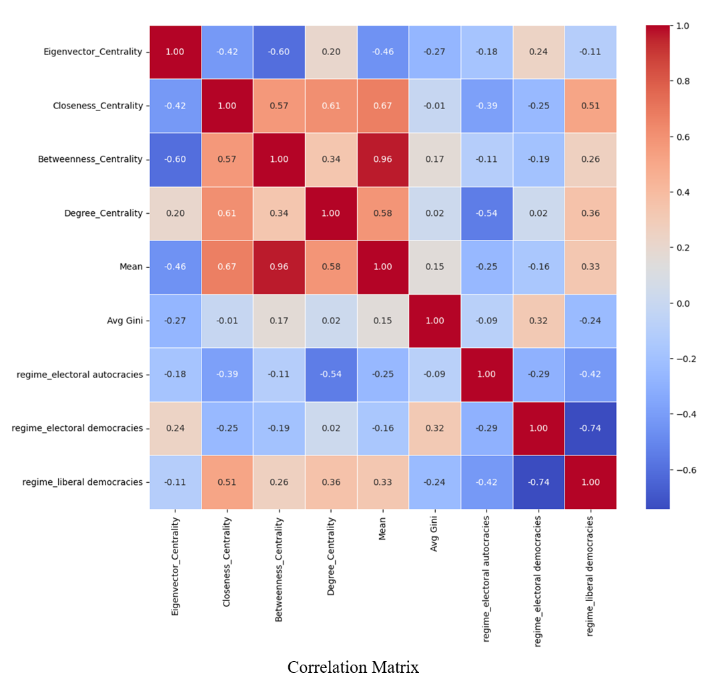 Eigenvector_Centrality 1.00 -0.42 -0.60 0.20 -0.46 -0.27 -0.18 0.24 -0.11
Closeness_Centrality -0.42 1.00 0.57 0.61 0.67 -0.01 -0.39 -0.25 0.51
Betweenness_Centrality -0.60 0.57 1.00 0.34 0.96 0.17 -0.11 -0.19 0.26
Degree_Centrality 0.20 0.61 0.34 1.00 0.58 0.02 -0.54 0.02 0.36
Mean -0.46 0.67 0.96 0.58 1.00 0.15 -0.25 -0.16 0.33
Avg Gini -0.27 -0.01 0.17 0.02 0.15 1.00 -0.09 0.32 -0.24
regime_electoral autocracies -0.18 -0.39 -0.11 -0.54 -0.25 -0.09 1.00 -0.29 -0.42
regime_electoral democracies 0.24 -0.25 -0.19 0.02 -0.16 0.32 -0.29 1.00 -0.74
regime_liberal democracies -0.11 0.51 0.26 0.36 0.33 -0.24 -0.42 -0.74 1.00
Eigenvector_Centrality
Closeness_Centrality
Betweenness_Centrality
Degree_Centrality
Mean
Avg Gini
regime_electoral autocracies
regime_electoral democracies
regime_liberal democracies
1.0
0.8
0.6
0.4
0.2
0.0
−0.2
−0.4
−0.6
Correlation Matrix